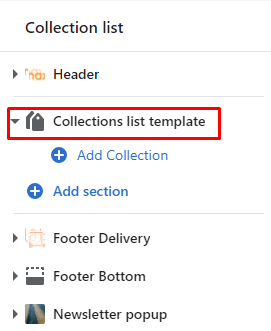 Collection list
Header
Collections list template
Add Collection
Add section
Footer Delivery
Footer Bottom
Newsletter popup